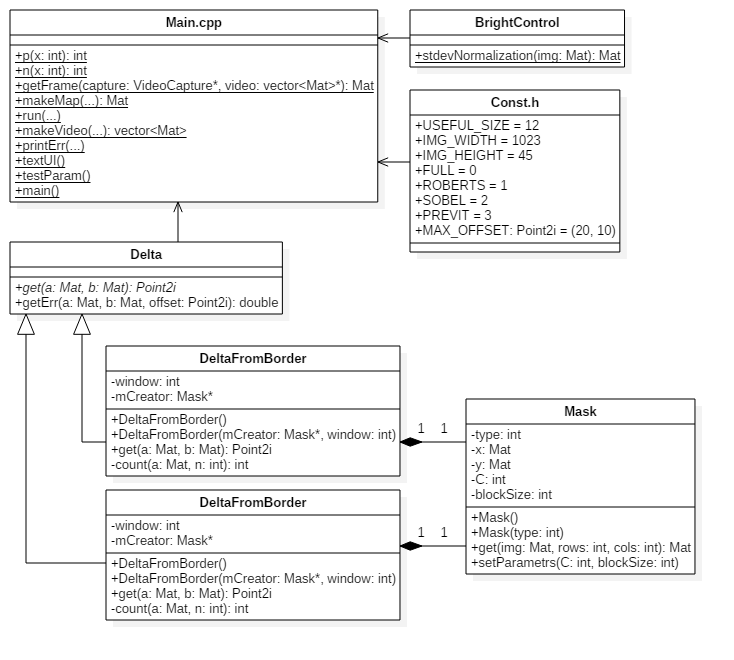 Main.cpp
+p(x: int): int
+n(x: int): int
+getFrame(capture: VideoCapture*, video: vector<Mat>*): Mat
+makeMap(...): Mat
+run(...)
+makeVideo(...): vector<Mat>
+printErr(...)
+textUI()
+testParam()
+main()
BrightControl
+stdevNormalization(img: Mat): Mat
Const.h
+USEFUL_SIZE = 12
+IMG_WIDTH = 1023
+IMG_HEIGHT = 45
+FULL = 0
+ROBERTS = 1
+SOBEL = 2
+PREVIT = 3
+MAX_OFFSET: Point2i = (20, 10)
Delta
+get(a: Mat, b: Mat): Point2i
+getErr(a: Mat, b: Mat, offset: Point2i): double
DeltaFromBorder
-window: int
-mCreator: Mask*
+DeltaFromBorder()
+DeltaFromBorder(mCreator: Mask*, window: int)
+get(a: Mat, b: Mat): Point2i
-count(a: Mat, n: int): int
1 1
Mask
-type: int
-x: Mat
-y: Mat
-C: int
-blockSize: int
+Mask()
+Mask(type: int)
+get(img: Mat, rows: int, cols: int): Mat
+setParametrs(C: int, blockSize: int)
DeltaFromBorder
-window: int
-mCreator: Mask*
+DeltaFromBorder()
+DeltaFromBorder(mCreator: Mask*, window: int)
+get(a: Mat, b: Mat): Point2i
-count(a: Mat, n: int): int
1 1